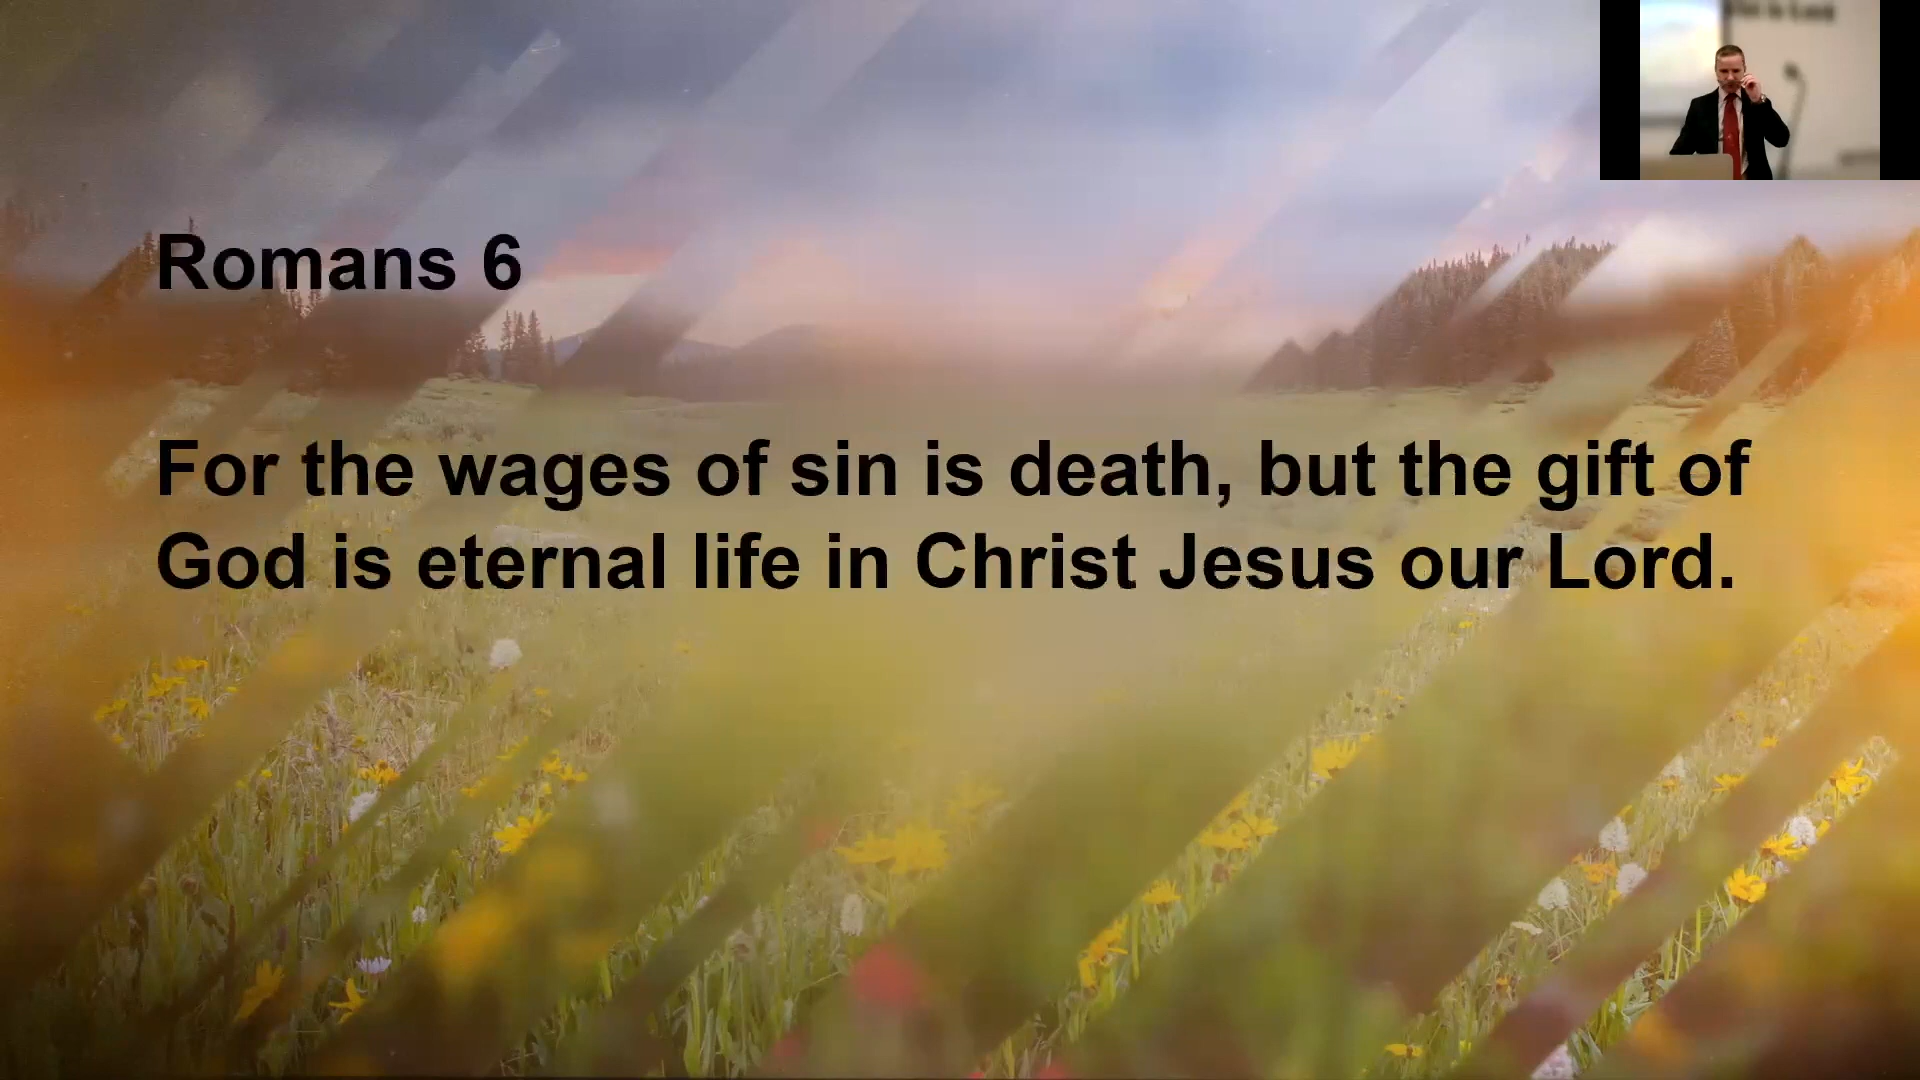 Romans 6
For the wages of sin is death, but the gift of
God is eternal life in Christ Jesus our Lord.